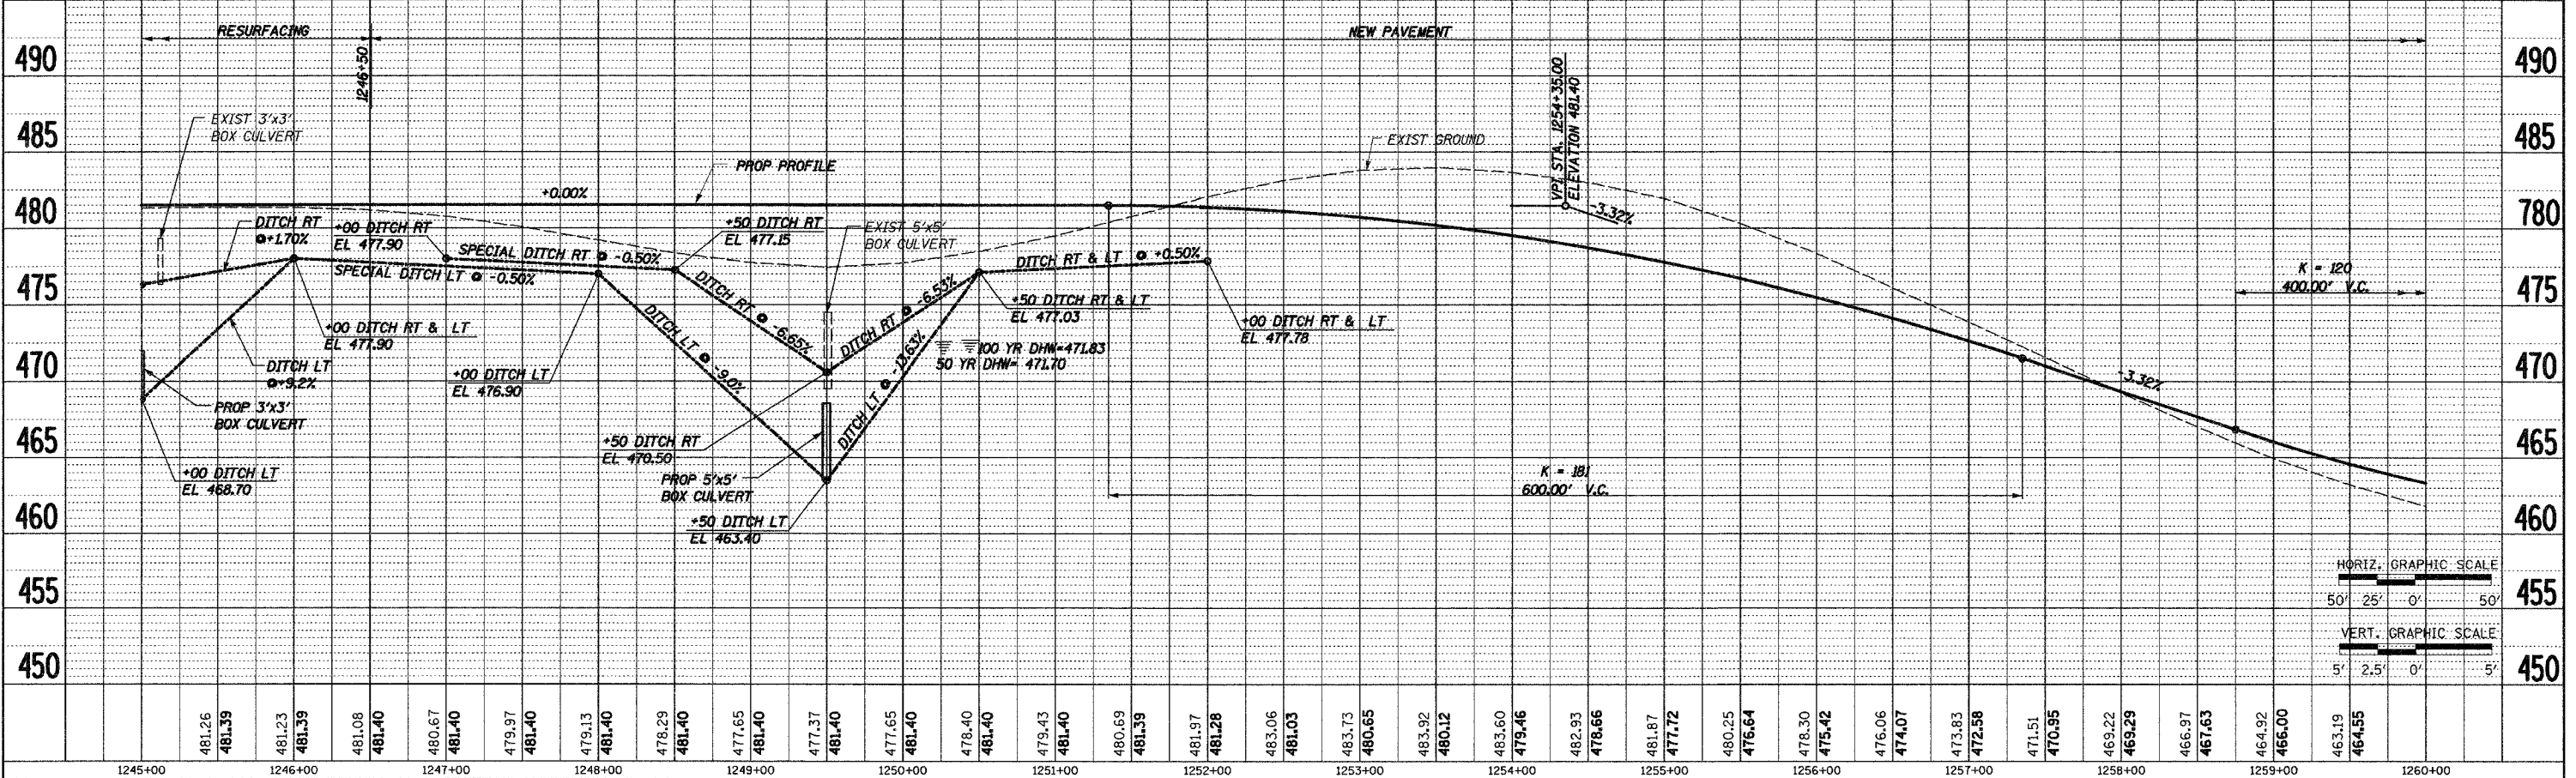 RESURFACING
NEW PAVEMENT
1246+50
490
490
485
485
480
780
475
475
470
470
465
465
460
460
455
455
450
450
EXIST 3'x3'
BOX CULVERT
PROP PROFILE
+0.00%
EXIST GROUND
VPI STA. 1254+35.00
ELEVATION 481.40
-3.32%
DITCH RT
+1.70%
+00 DITCH RT
EL 477.90
SPECIAL DITCH RT -0.50%
SPECIAL DITCH LT -0.50%
+50 DITCH RT
EL 477.15
EXIST 5'x5'
BOX CULVERT
DITCH RT -6.65%
DITCH RT -6.53%
DITCH RT & LT +0.50%
+50 DITCH RT & LT
EL 477.03
+00 DITCH RT & LT
EL 477.78
K = 120
400.00' V.C.
+00 DITCH RT & LT
EL 477.90
DITCH LT
+9.2%
DITCH LT -9.0%
DITCH LT -13.63%
100 YR DHW=471.83
50 YR DHW= 471.70
+00 DITCH LT
EL 476.90
PROP 3'x3'
BOX CULVERT
-3.32%
+50 DITCH RT
EL 470.50
+00 DITCH LT
EL 468.70
PROP 5'x5'
BOX CULVERT
K = 181
600.00' V.C.
+50 DITCH LT
EL 463.40
HORIZ. GRAPHIC SCALE
50' 25' 0' 50'
VERT. GRAPHIC SCALE
5' 2.5' 0' 5'
481.26
481.39
481.23
481.39
481.08
481.40
480.67
481.40
479.97
481.40
479.13
481.40
478.29
481.40
477.65
481.40
477.37
481.40
477.65
481.40
478.40
481.40
479.43
481.40
480.69
481.39
481.97
481.28
483.06
481.03
483.73
480.65
483.92
480.12
483.60
479.46
482.93
478.66
481.87
477.72
480.25
476.64
478.30
475.42
476.06
474.07
473.83
472.58
471.51
470.95
469.22
469.29
466.97
467.63
464.92
466.00
463.19
464.55
1245+00 1246+00 1247+00 1248+00 1249+00 1250+00 1251+00 1252+00 1253+00 1254+00 1255+00 1256+00 1257+00 1258+00 1259+00 1260+00